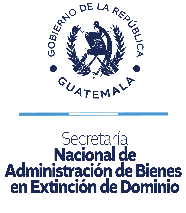 GOBIERNO DE LA REPÚBLICA
GUATEMALA
Secretaría
Nacional de
Administración de Bienes
en Extinción de Dominio